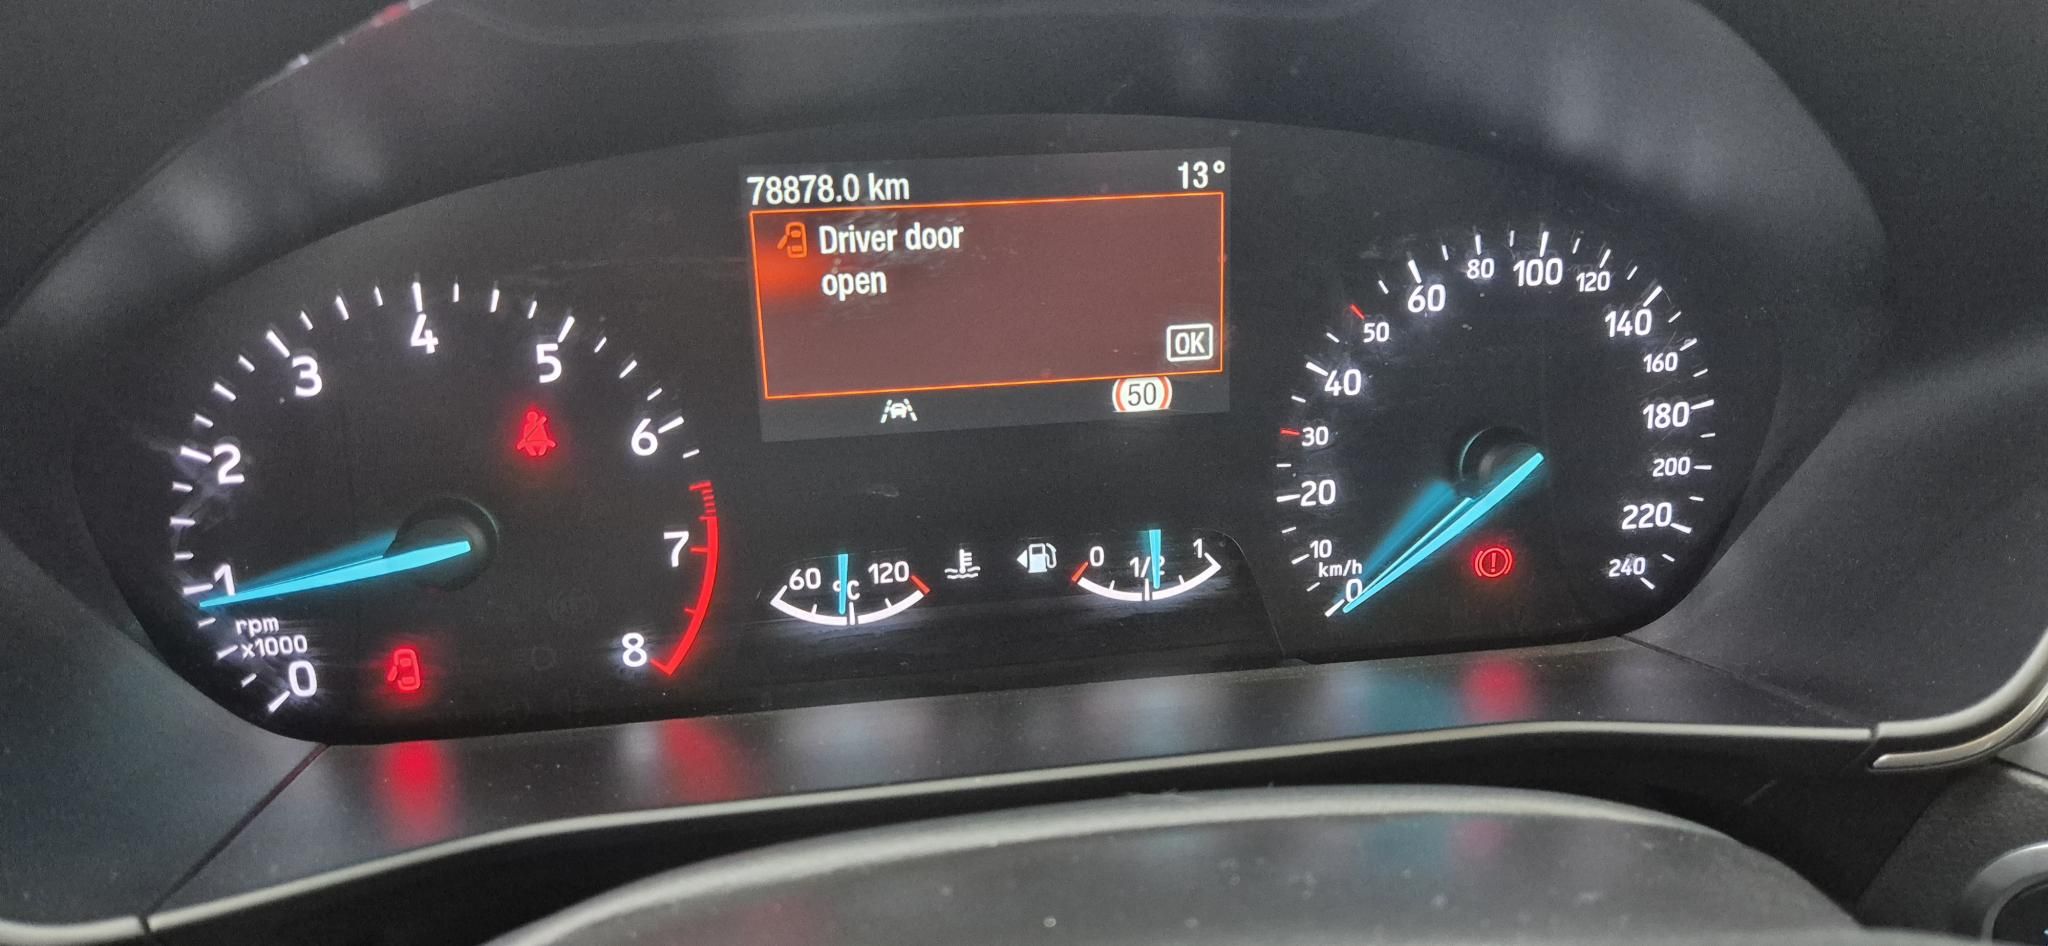 78878.0 km 13°
Driver door
open
OK
50
0 1 2 3 4 5 6 7 8
rpm
x1000
60 °C 120
0 1/2 1
0 10 20 30 40 50 60 80 100 120 140 160 180 200 220 240
km/h